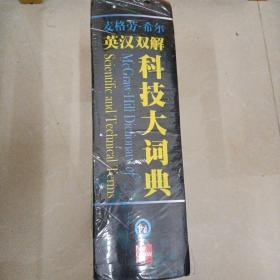 麦格劳-希尔
英汉双解
科技大词典
McGraw-Hill Dictionary of
Scientific and Technical Terms